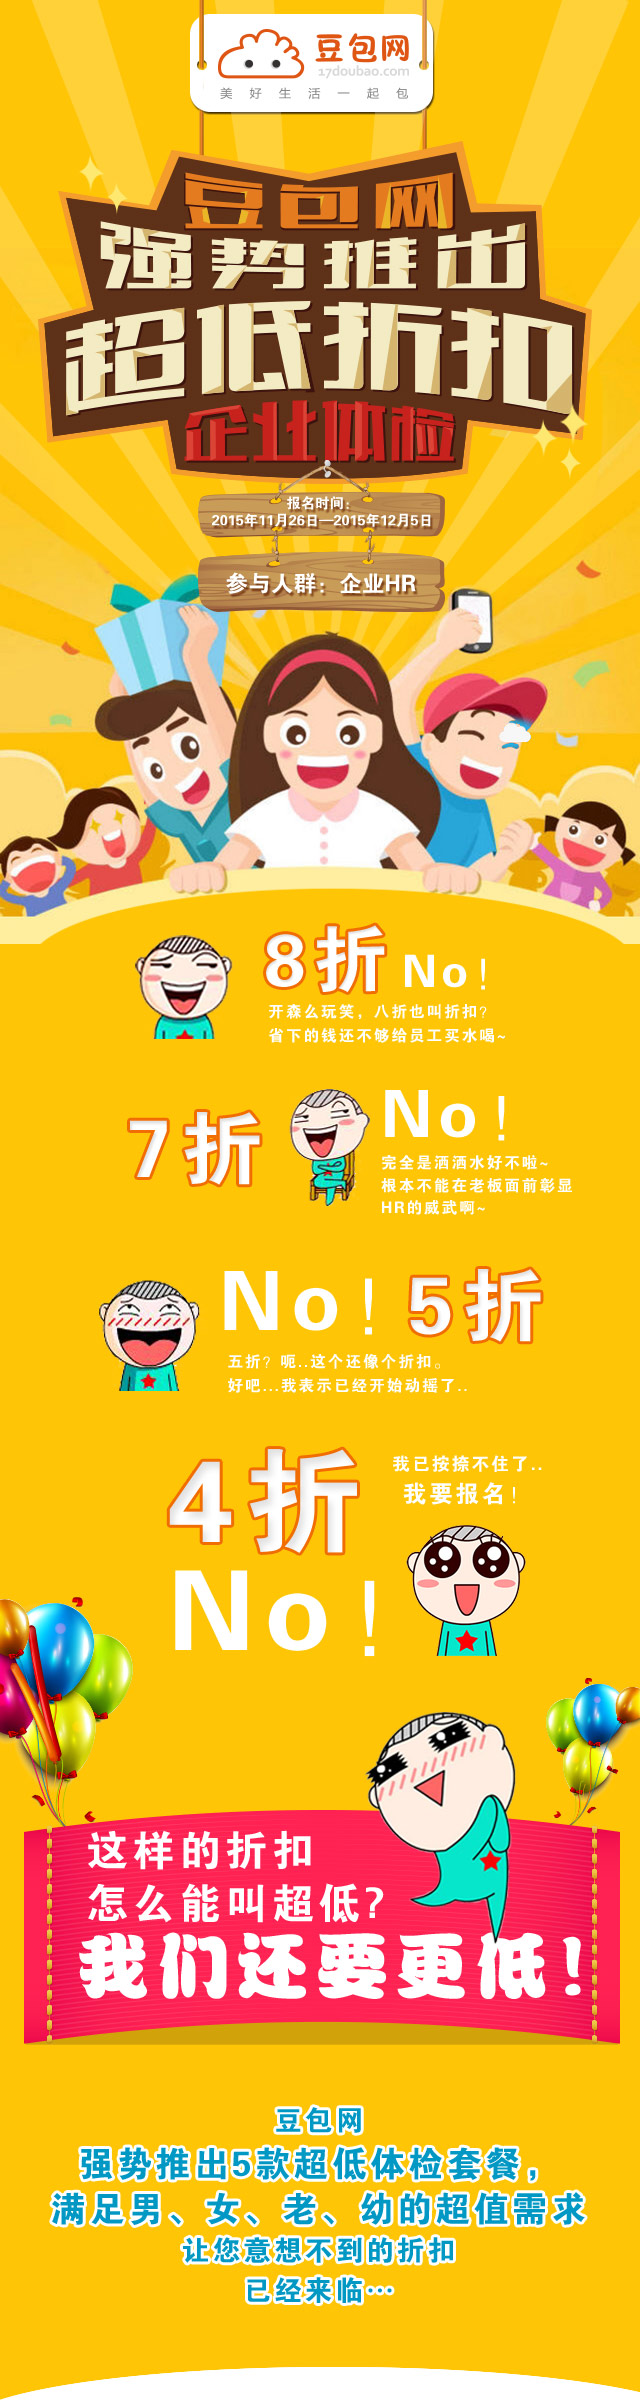 豆包网
17doubao.com
美好生活一起包
豆包网
强势推出
超低折扣
企业体检
报名时间：
2015年11月26日—2015年12月5日
参与人群：企业HR
8折 No！
开森么玩笑，八折也叫折扣？
省下的钱还不够给员工买水喝~
7折 No！
完全是洒洒水好不啦~
根本不能在老板面前彰显
HR的威武啊~
No！5折
五折？呃..这个还像个折扣。
好吧...我表示已经开始动摇了..
4折
No！
我已按捺不住了..
我要报名！
这样的折扣
怎么能叫超低？
我们还要更低！
豆包网
强势推出5款超低体检套餐，
满足男、女、老、幼的超值需求
让您意想不到的折扣
已经来临…